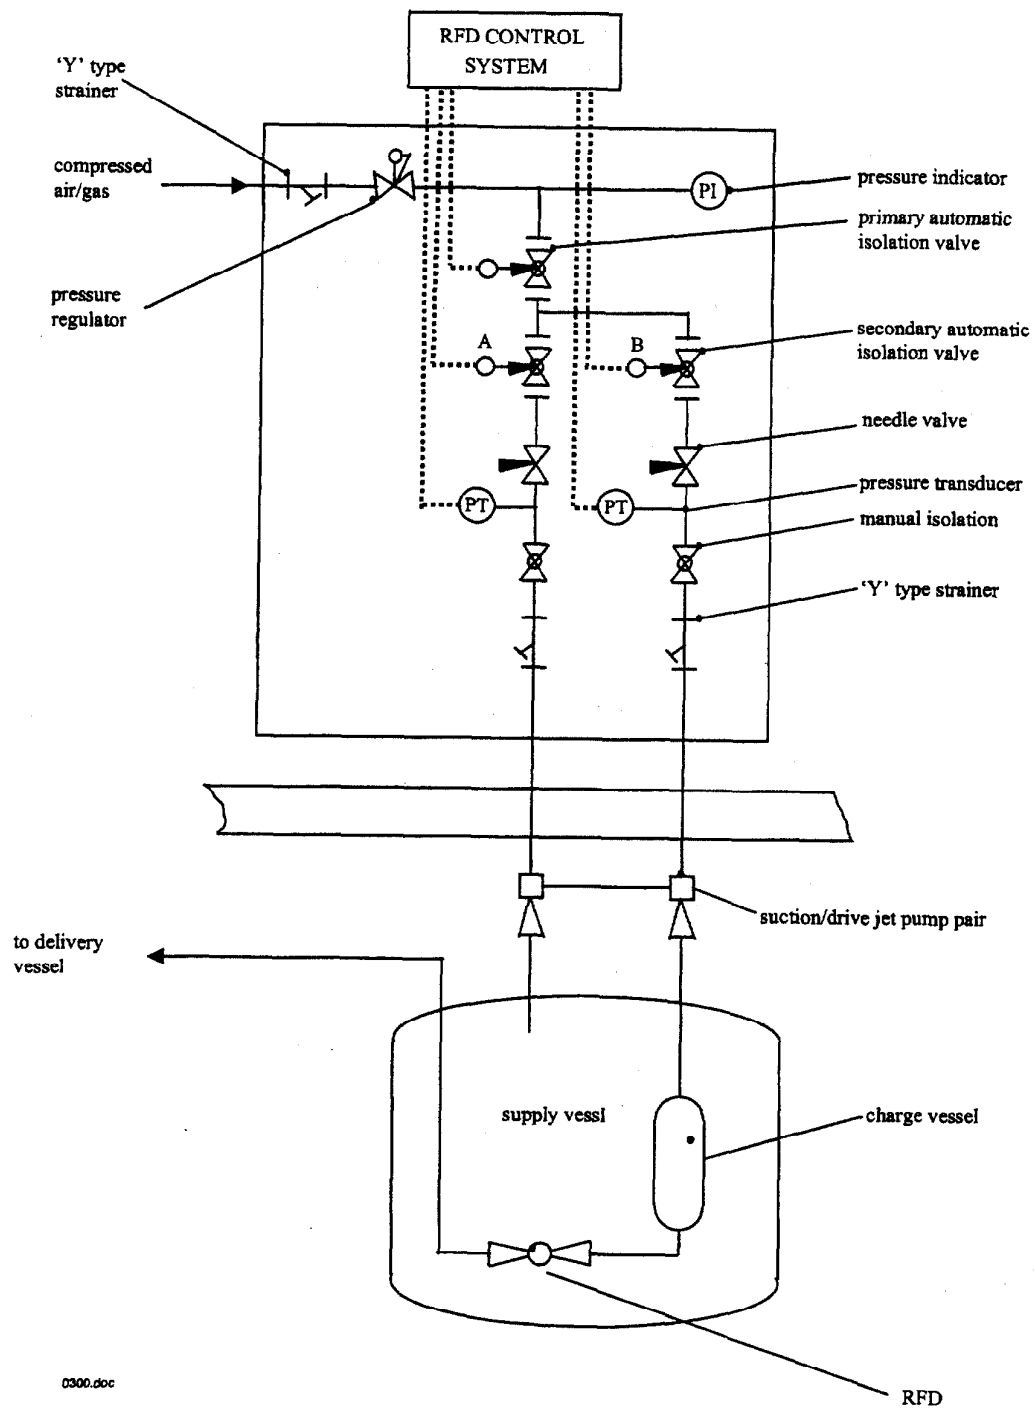 RFD CONTROL
SYSTEM
‘Y’ type
strainer
compressed
air/gas
pressure
regulator
PI
pressure indicator
primary automatic
isolation valve
A
B
secondary automatic
isolation valve
needle valve
PT
PT
pressure transducer
manual isolation
‘Y’ type strainer
suction/drive jet pump pair
to delivery
vessel
supply vessl
charge vessel
RFD
0300.doc